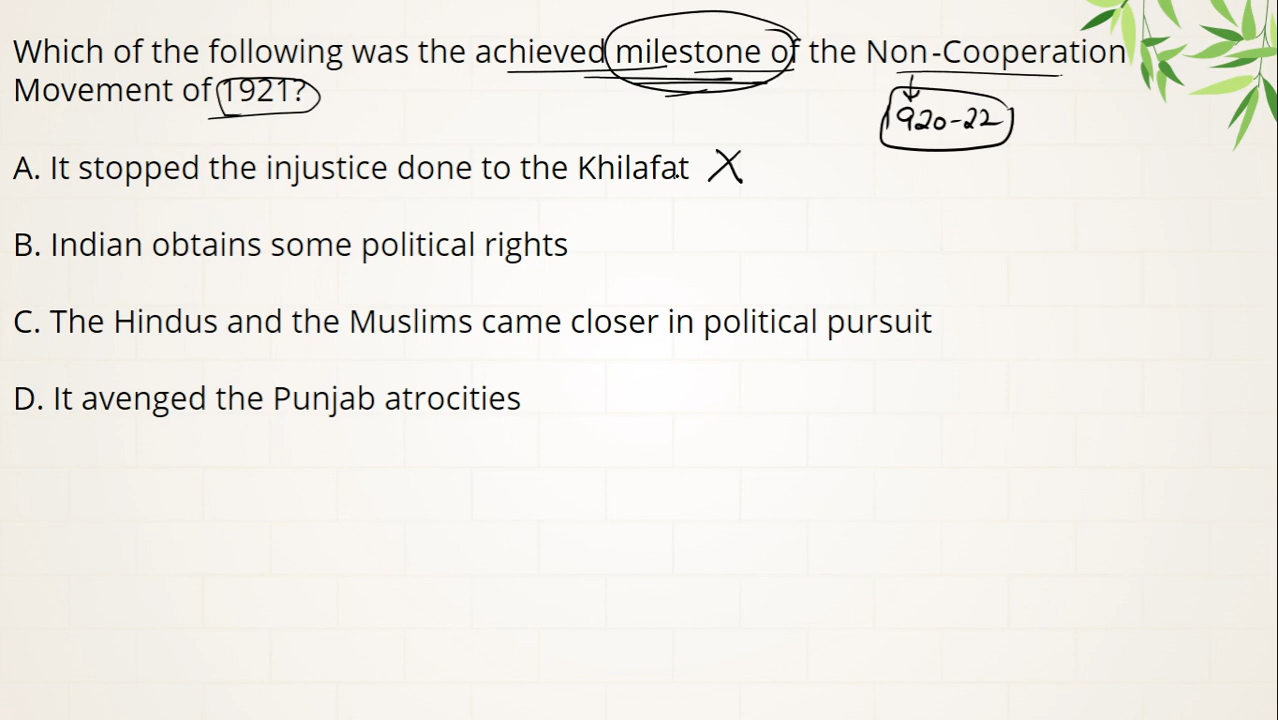 Which of the following was the achieved milestone of the Non-Cooperation
Movement of 1921?
1920-22
A. It stopped the injustice done to the Khilafat X
B. Indian obtains some political rights
C. The Hindus and the Muslims came closer in political pursuit
D. It avenged the Punjab atrocities